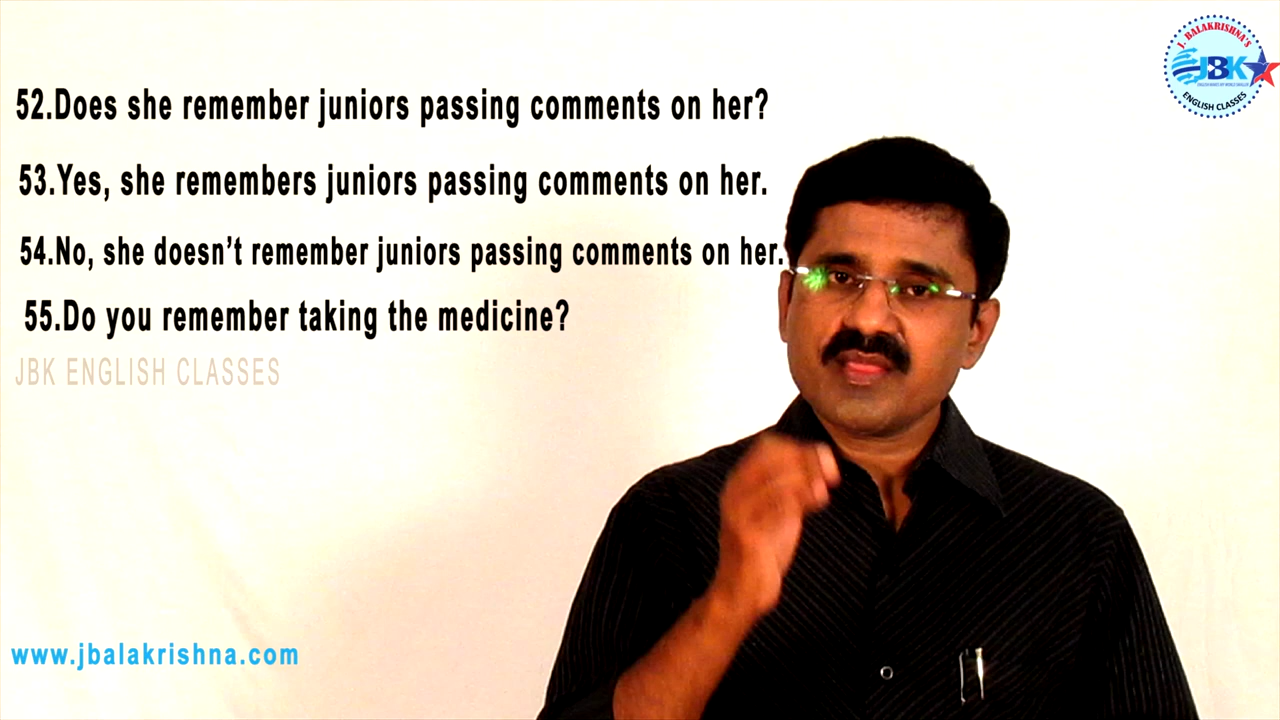 52.Does she remember juniors passing comments on her?
53.Yes, she remembers juniors passing comments on her.
54.No, she doesn’t remember juniors passing comments on her.
55.Do you remember taking the medicine?
JBK ENGLISH CLASSES
www.jbalakrishna.com
J. BALAKRISHNA'S
JBK
ENGLISH CLASSES